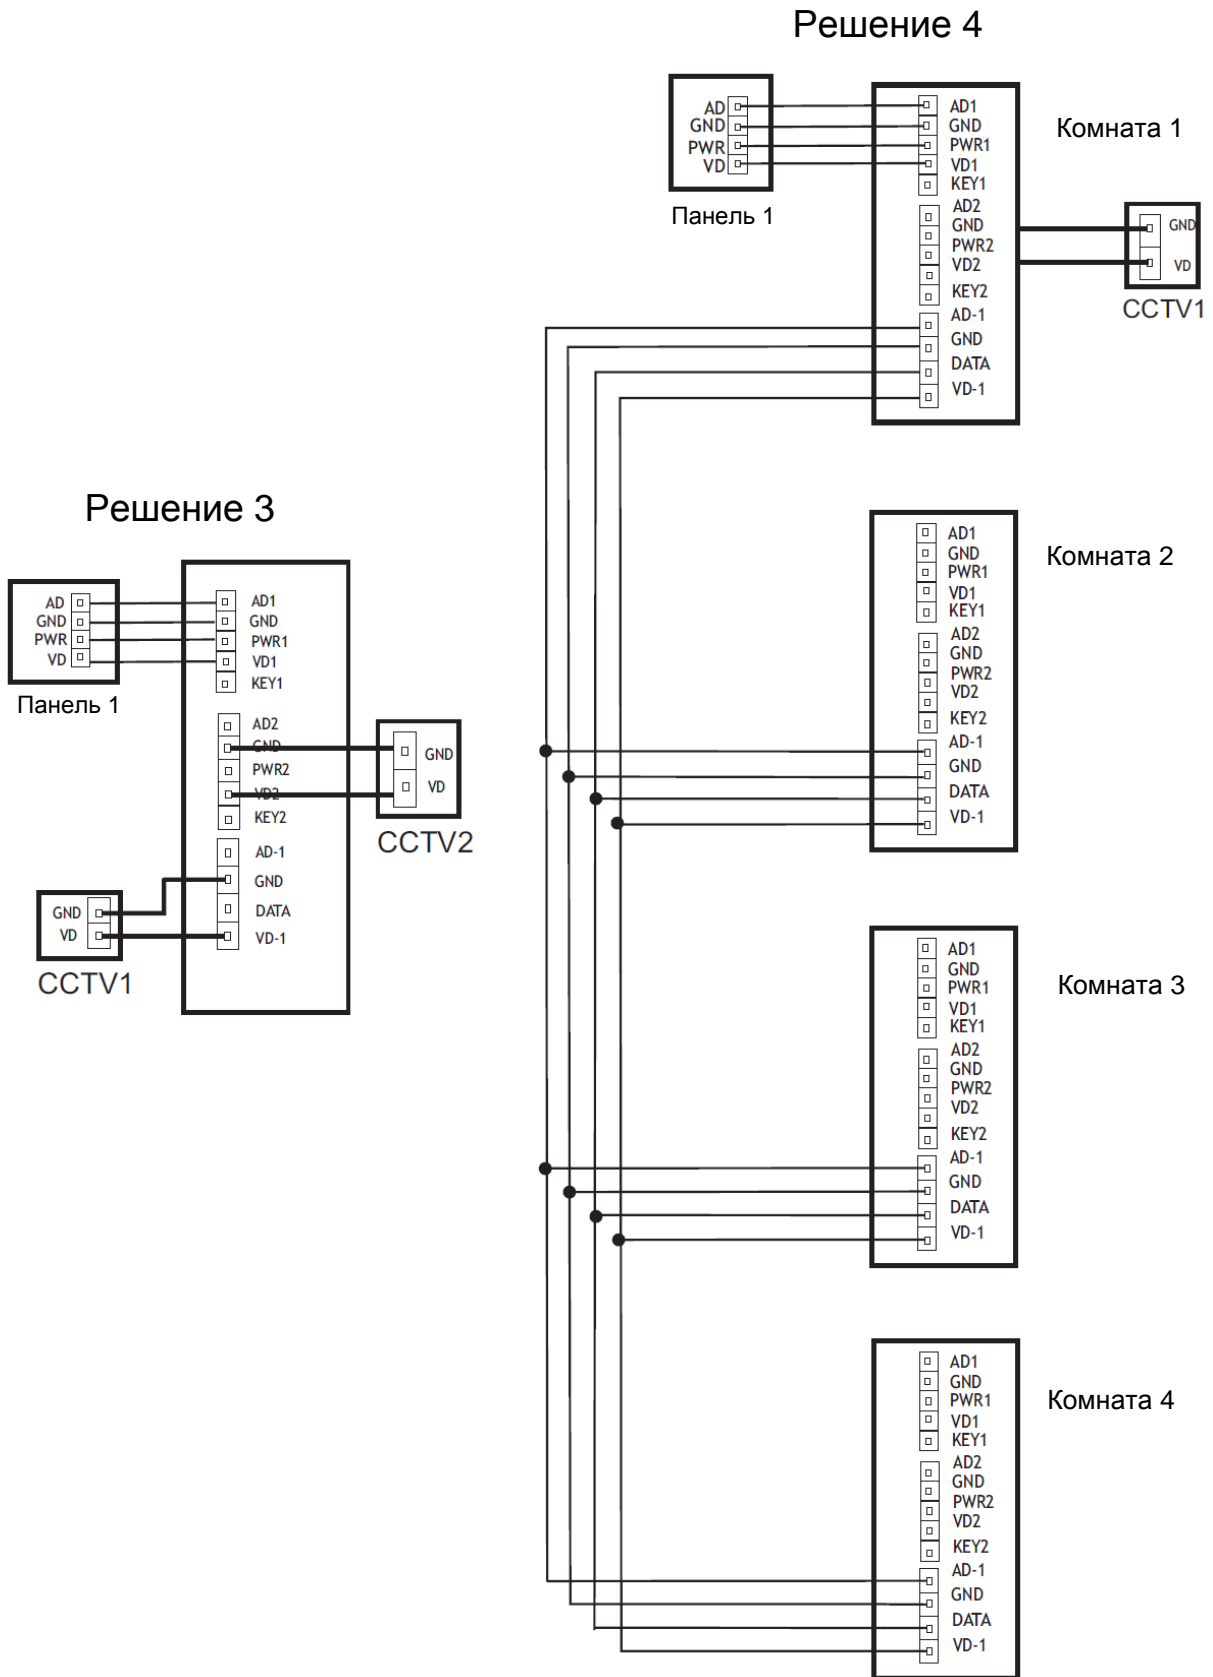 Решение 4
AD
GND
PWR
VD
Панель 1
AD1
GND
PWR1
VD1
KEY1
AD2
GND
PWR2
VD2
KEY2
AD-1
GND
DATA
VD-1
Комната 1
GND
VD
CCTV1
Решение 3
AD
GND
PWR
VD
Панель 1
AD1
GND
PWR1
VD1
KEY1
AD2
GND
PWR2
VD2
KEY2
AD-1
GND
DATA
VD-1
GND
VD
CCTV2
GND
VD
CCTV1
AD1
GND
PWR1
VD1
KEY1
AD2
GND
PWR2
VD2
KEY2
AD-1
GND
DATA
VD-1
Комната 2
AD1
GND
PWR1
VD1
KEY1
AD2
GND
PWR2
VD2
KEY2
AD-1
GND
DATA
VD-1
Комната 3
AD1
GND
PWR1
VD1
KEY1
AD2
GND
PWR2
VD2
KEY2
AD-1
GND
DATA
VD-1
Комната 4